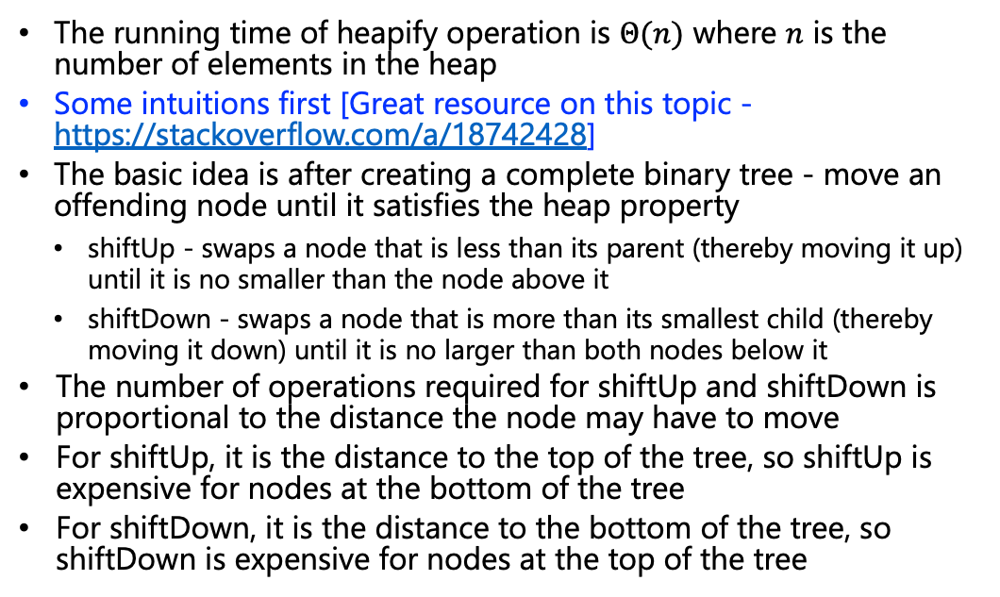 • The running time of heapify operation is Θ(𝑛) where 𝑛 is the
number of elements in the heap
• Some intuitions first [Great resource on this topic -
https://stackoverflow.com/a/18742428]
• The basic idea is after creating a complete binary tree - move an
offending node until it satisfies the heap property
• shiftUp - swaps a node that is less than its parent (thereby moving it up)
until it is no smaller than the node above it
• shiftDown - swaps a node that is more than its smallest child (thereby
moving it down) until it is no larger than both nodes below it
• The number of operations required for shiftUp and shiftDown is
proportional to the distance the node may have to move
• For shiftUp, it is the distance to the top of the tree, so shiftUp is
expensive for nodes at the bottom of the tree
• For shiftDown, it is the distance to the bottom of the tree, so
shiftDown is expensive for nodes at the top of the tree